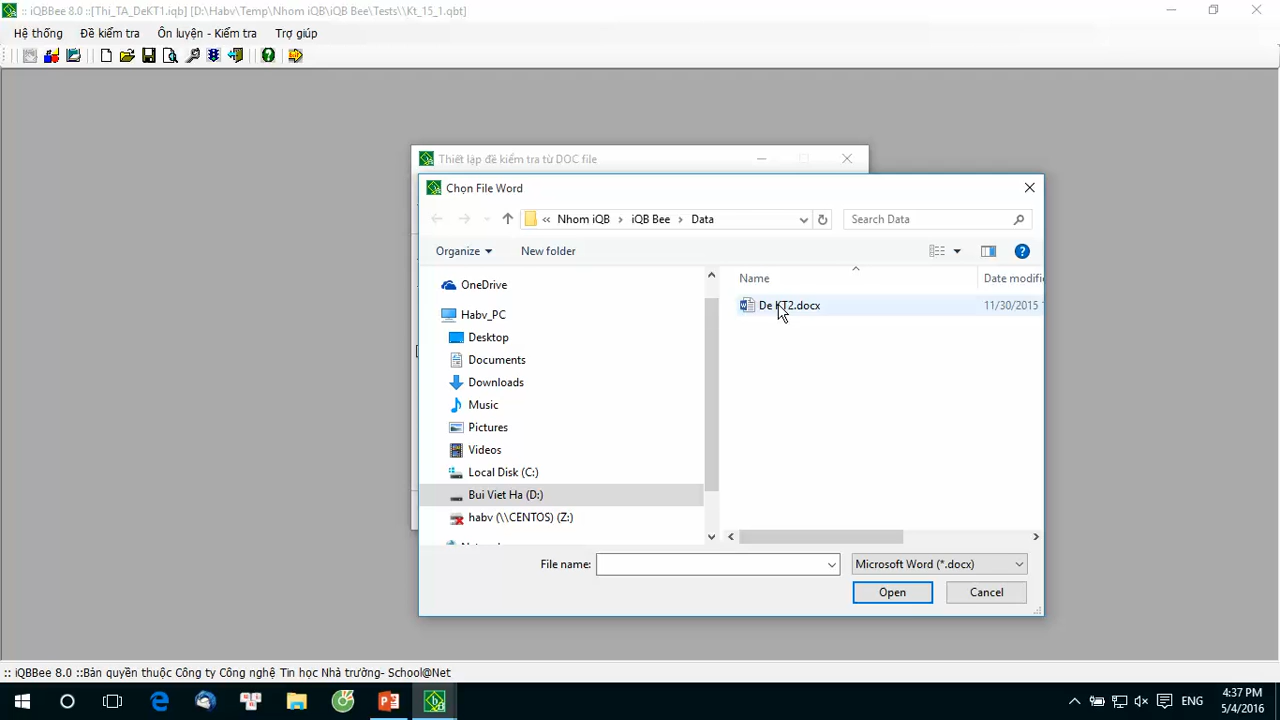 :: iQBBee 8.0 ::[Thi_TA_DeKT1.iqb] [D:\Habv\Temp\Nhom iQB\iQB Bee\Tests\\Kt_15_1.qbt]
Hệ thống Đề kiểm tra Ôn luyện - Kiểm tra Trợ giúp
Thiết lập đề kiểm tra từ DOC file
Chọn File Word
« Nhom iQB › iQB Bee › Data
Search Data
Organize New folder
Name Date modifi
OneDrive
De KT2.docx 11/30/2015
Habv_PC
Desktop
Documents
Downloads
Music
Pictures
Videos
Local Disk (C:)
Bui Viet Ha (D:)
habv (\\CENTOS) (Z:)
File name: Microsoft Word (*.docx)
Open Cancel
:: iQBBee 8.0 ::Bản quyền thuộc Công ty Công nghệ Tin học Nhà trường- School@Net
ENG
4:37 PM
5/4/2016